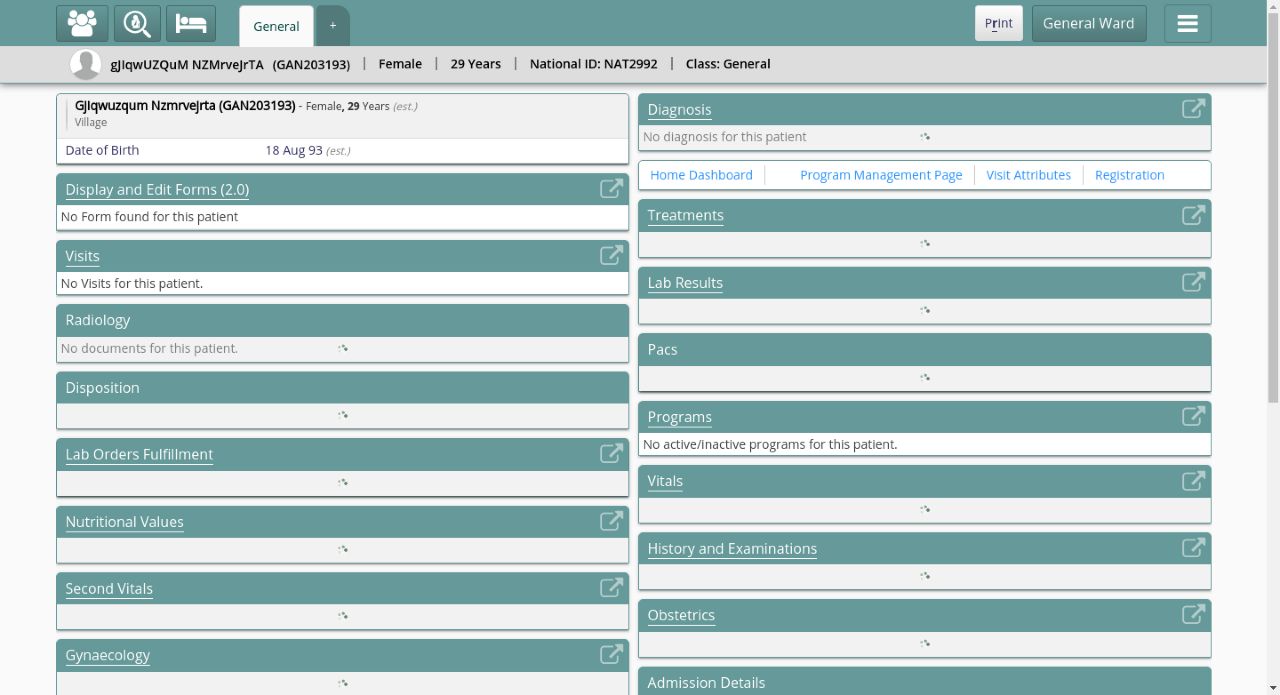 General
+
Print
General Ward
gJIqwUZQuM NZMrveJrTA (GAN203193) | Female | 29 Years | National ID: NAT2992 | Class: General
GJIqwuzqum Nzmrvejrta (GAN203193) - Female, 29 Years (est.)
Village
Date of Birth 18 Aug 93 (est.)
Display and Edit Forms (2.0)
No Form found for this patient
Visits
No Visits for this patient.
Radiology
No documents for this patient.
Disposition
Lab Orders Fulfillment
Nutritional Values
Second Vitals
Gynaecology
Diagnosis
No diagnosis for this patient
Home Dashboard Program Management Page Visit Attributes Registration
Treatments
Lab Results
Pacs
Programs
No active/inactive programs for this patient.
Vitals
History and Examinations
Obstetrics
Admission Details